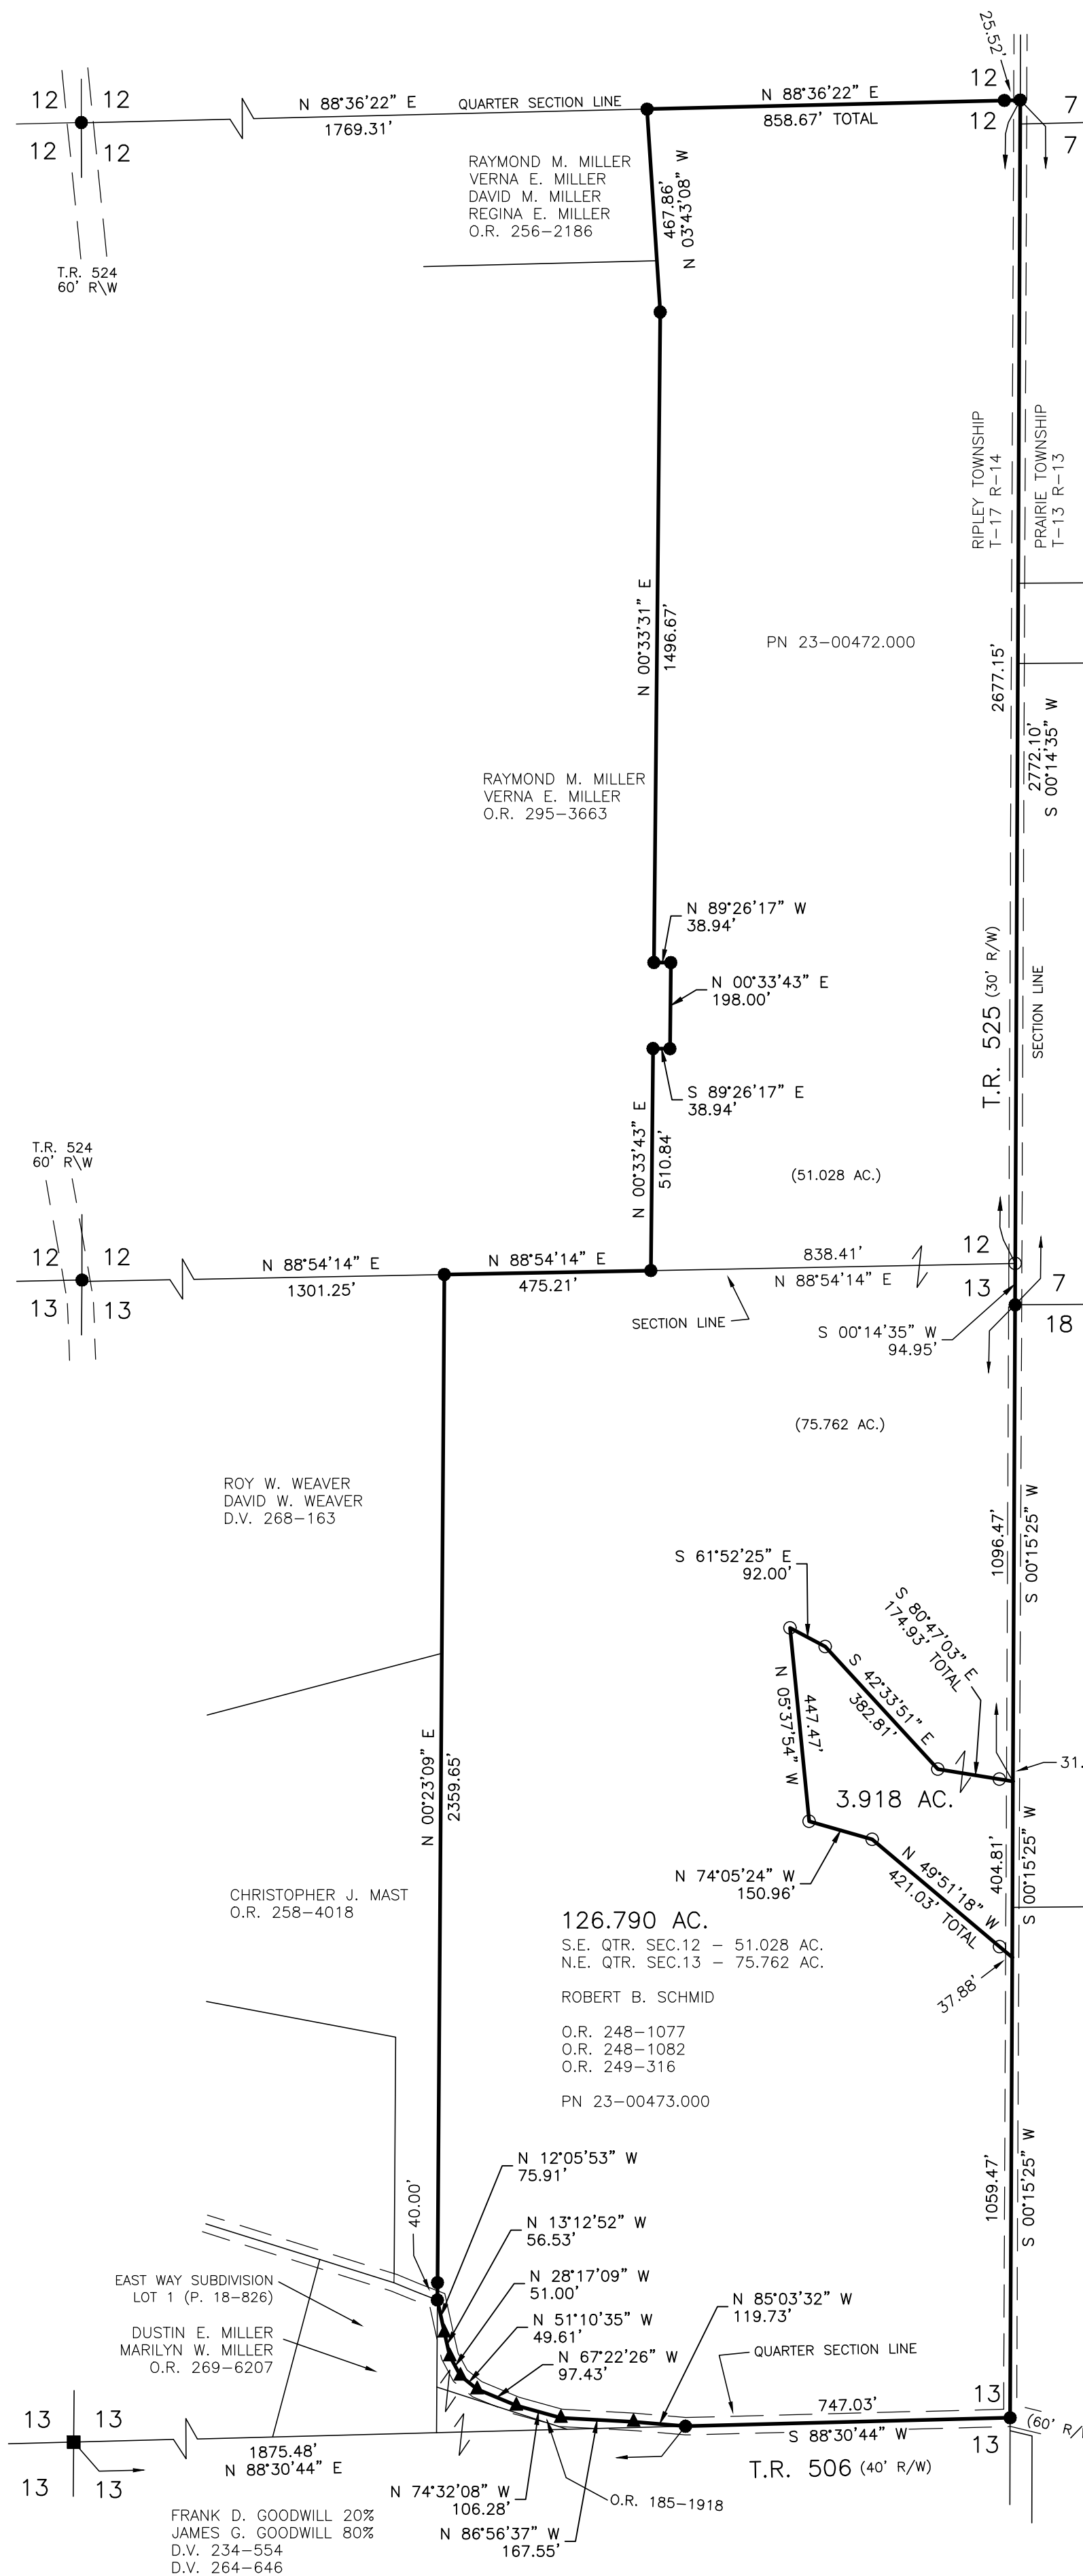 25.52'
12 12
12 12
N 88°36'22" E
1769.31'
QUARTER SECTION LINE
N 88°36'22" E
858.67' TOTAL
12
12
7
7
RAYMOND M. MILLER
VERNA E. MILLER
DAVID M. MILLER
REGINA E. MILLER
O.R. 256-2186
467.86'
N 03°43'08" W
T.R. 524
60' R\W
RIPLEY TOWNSHIP
T-17 R-14
PRAIRIE TOWNSHIP
T-13 R-13
N 00°33'31" E
1496.67'
PN 23-00472.000
2677.15'
2772.10'
S 00°14'35" W
RAYMOND M. MILLER
VERNA E. MILLER
O.R. 295-3663
N 89°26'17" W
38.94'
N 00°33'43" E
198.00'
T.R. 525 (30' R/W)
SECTION LINE
S 89°26'17" E
38.94'
N 00°33'43" E
510.84'
T.R. 524
60' R\W
(51.028 AC.)
12 12
13 13
N 88°54'14" E
1301.25'
N 88°54'14" E
475.21'
838.41'
N 88°54'14" E
12
13
7
18
SECTION LINE
S 00°14'35" W
94.95'
(75.762 AC.)
ROY W. WEAVER
DAVID W. WEAVER
D.V. 268-163
1096.47'
S 00°15'25" W
S 61°52'25" E
92.00'
S 80°47'03" E
174.93' TOTAL
S 42°33'51" E
382.81'
447.47'
N 05°37'54" W
31.
3.918 AC.
N 00°23'09" E
2359.65'
404.81'
S 00°15'25" W
N 74°05'24" W
150.96'
N 49°51'18" W
421.03' TOTAL
37.88'
CHRISTOPHER J. MAST
O.R. 258-4018
126.790 AC.
S.E. QTR. SEC.12 - 51.028 AC.
N.E. QTR. SEC.13 - 75.762 AC.
ROBERT B. SCHMID
O.R. 248-1077
O.R. 248-1082
O.R. 249-316
PN 23-00473.000
1059.47'
S 00°15'25" W
40.00'
N 12°05'53" W
75.91'
N 13°12'52" W
56.53'
N 28°17'09" W
51.00'
N 51°10'35" W
49.61'
N 67°22'26" W
97.43'
N 85°03'32" W
119.73'
EAST WAY SUBDIVISION
LOT 1 (P. 18-826)
DUSTIN E. MILLER
MARILYN W. MILLER
O.R. 269-6207
QUARTER SECTION LINE
747.03'
S 88°30'44" W
13
13
(60' R/W
T.R. 506 (40' R/W)
13 13
13 13
1875.48'
N 88°30'44" E
N 74°32'08" W
106.28'
N 86°56'37" W
167.55'
O.R. 185-1918
FRANK D. GOODWILL 20%
JAMES G. GOODWILL 80%
D.V. 234-554
D.V. 264-646